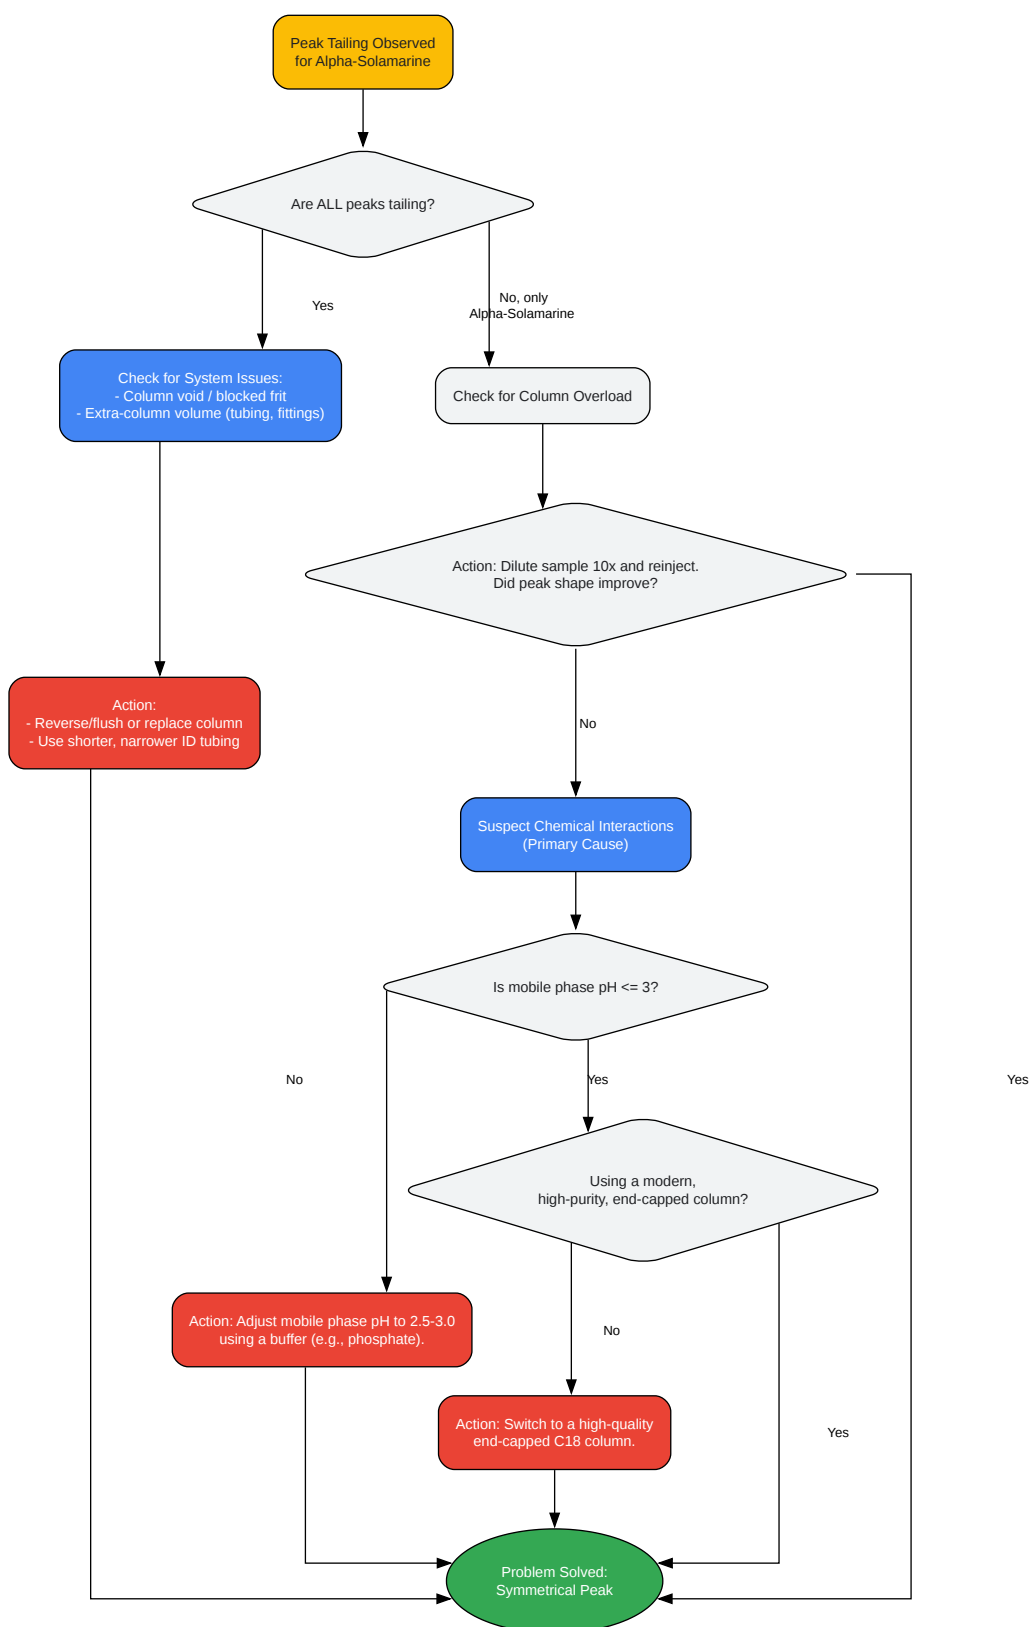 Peak Tailing Observed
for Alpha-Solamarine
Are ALL peaks tailing?
Yes
No, only
Alpha-Solamarine
Check for System Issues:
- Column void / blocked frit
- Extra-column volume (tubing, fittings)
Check for Column Overload
Action: Dilute sample 10x and reinject.
Did peak shape improve?
Action:
- Reverse/flush or replace column
- Use shorter, narrower ID tubing
No
Suspect Chemical Interactions
(Primary Cause)
Is mobile phase pH <= 3?
No
Yes
Yes
Using a modern,
high-purity, end-capped column?
Action: Adjust mobile phase pH to 2.5-3.0
using a buffer (e.g., phosphate).
No
Action: Switch to a high-quality
end-capped C18 column.
Yes
Problem Solved:
Symmetrical Peak